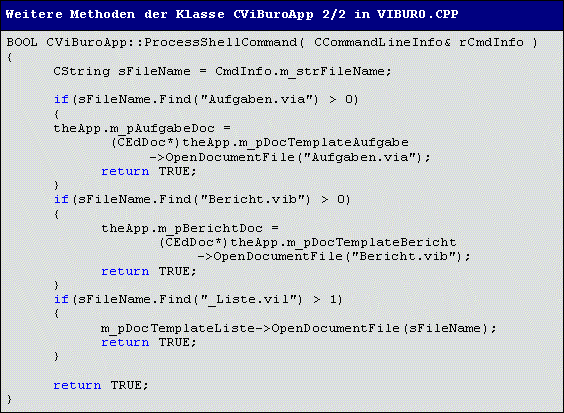 Weitere Methoden der Klasse CViBuroApp 2/2 in VIBURO.CPP
BOOL CViBuroApp::ProcessShellCommand( CCommandLineInfo& rCmdInfo )
{
CString sFileName = CmdInfo.m_strFileName;
if(sFileName.Find("Aufgaben.via") > 0)
{
theApp.m_pAufgabeDoc =
(CEdDoc*)theApp.m_pDocTemplateAufgabe
->OpenDocumentFile("Aufgaben.via");
return TRUE;
}
if(sFileName.Find("Bericht.vib") > 0)
{
theApp.m_pBerichtDoc =
(CEdDoc*)theApp.m_pDocTemplateBericht
->OpenDocumentFile("Bericht.vib");
return TRUE;
}
if(sFileName.Find("_Liste.vil") > 1)
{
m_pDocTemplateListe->OpenDocumentFile(sFileName);
return TRUE;
}
return TRUE;
}